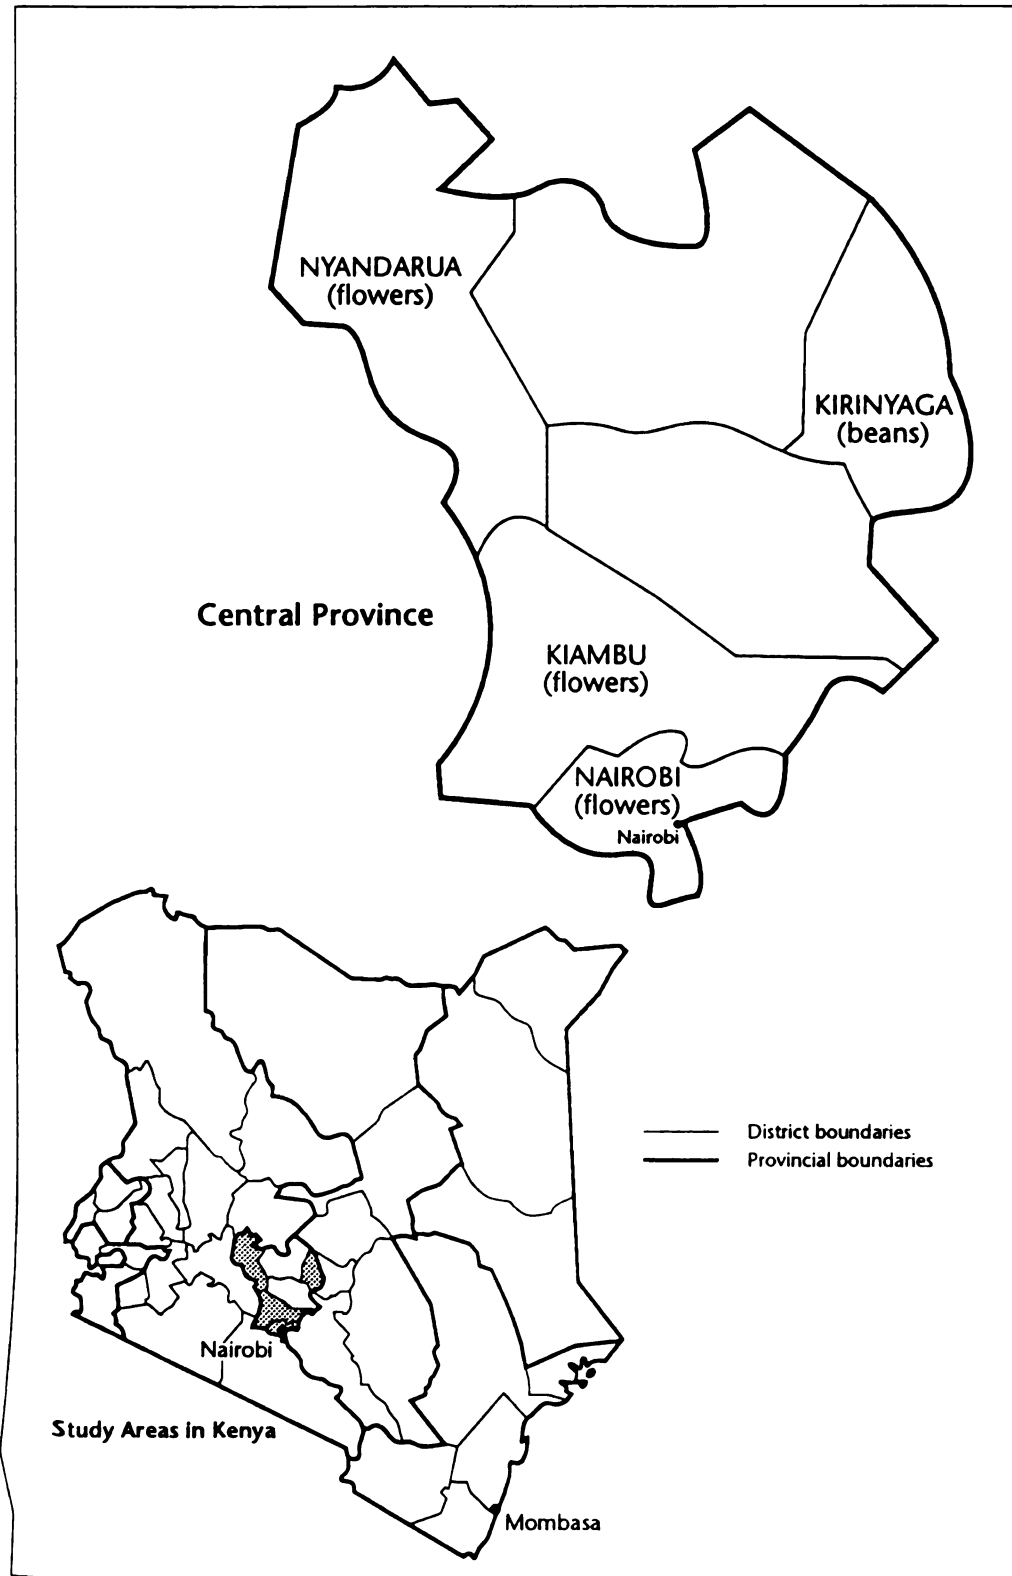 NYANDARUA
(flowers)
KIRINYAGA
(beans)
Central Province
KIAMBU
(flowers)
NAIROBI
(flowers)
Nairobi
District boundaries
Provincial boundaries
Nairobi
Study Areas in Kenya
Mombasa